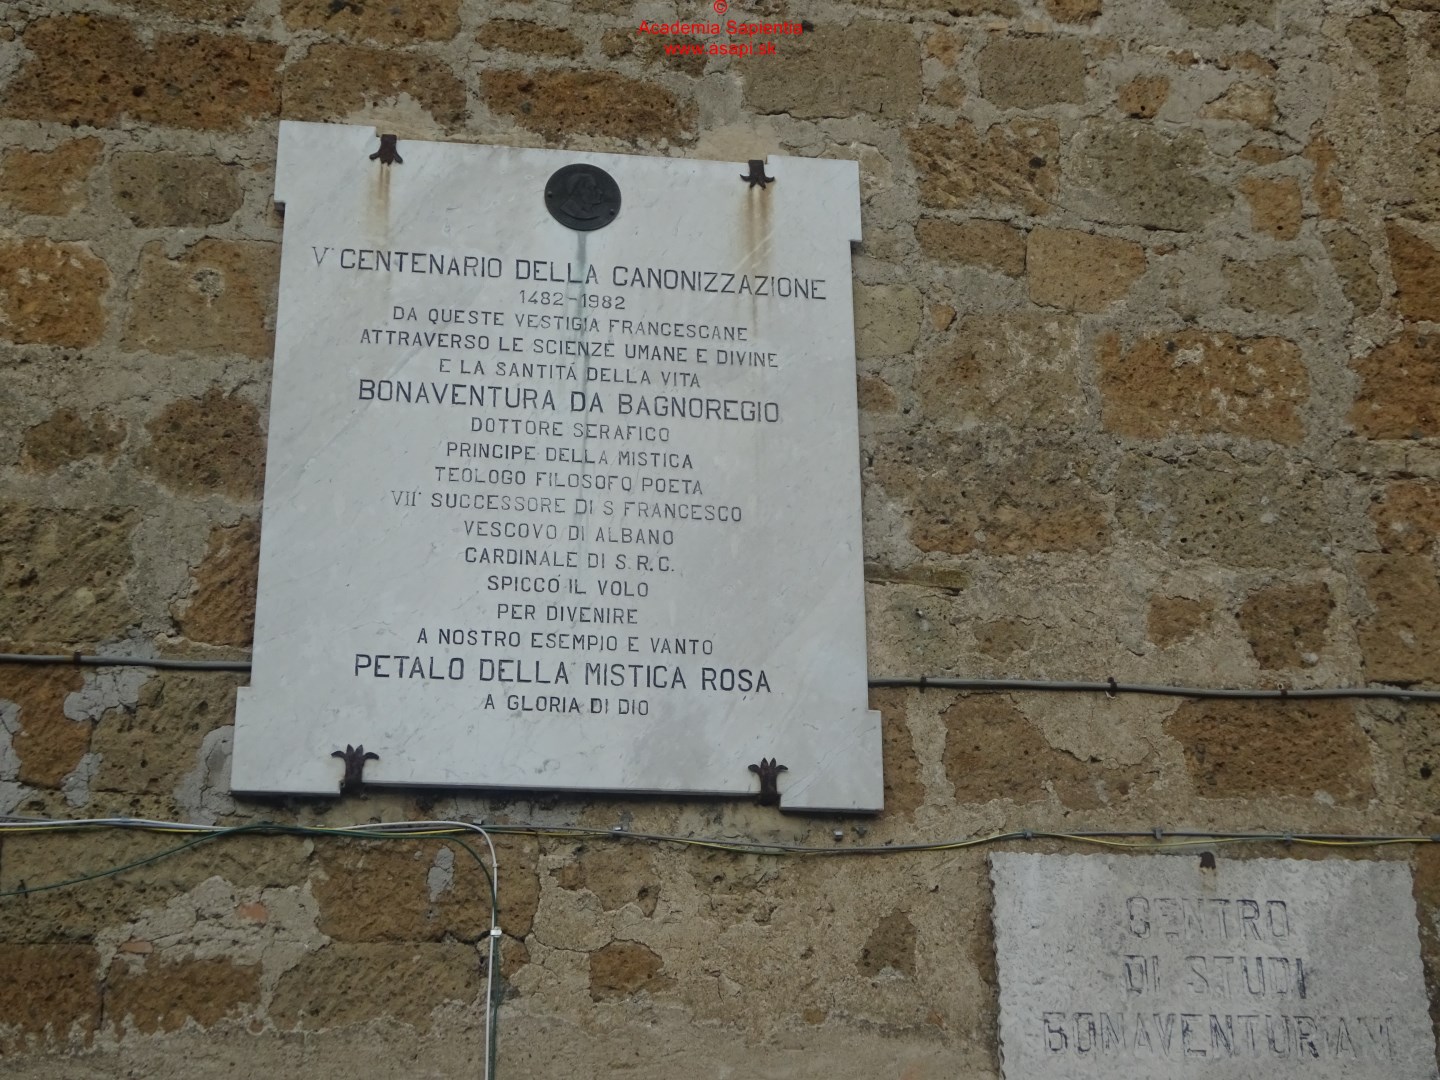 ©
Academia Sapientia
www.asapi.sk
V° CENTENARIO DELLA CANONIZZAZIONE
1482-1982
DA QUESTE VESTIGIA FRANCESCANE
ATTRAVERSO LE SCIENZE UMANE E DIVINE
E LA SANTITÀ DELLA VITA
BONAVENTURA DA BAGNOREGIO
DOTTORE SERAFICO
PRINCIPE DELLA MISTICA
TEOLOGO FILOSOFO POETA
VII° SUCCESSORE DI S FRANCESCO
VESCOVO DI ALBANO
CARDINALE DI S.R.C.
SPICCÒ IL VOLO
PER DIVENIRE
A NOSTRO ESEMPIO E VANTO
PETALO DELLA MISTICA ROSA
A GLORIA DI DIO
CENTRO
DI STUDI
BONAVENTURIANI